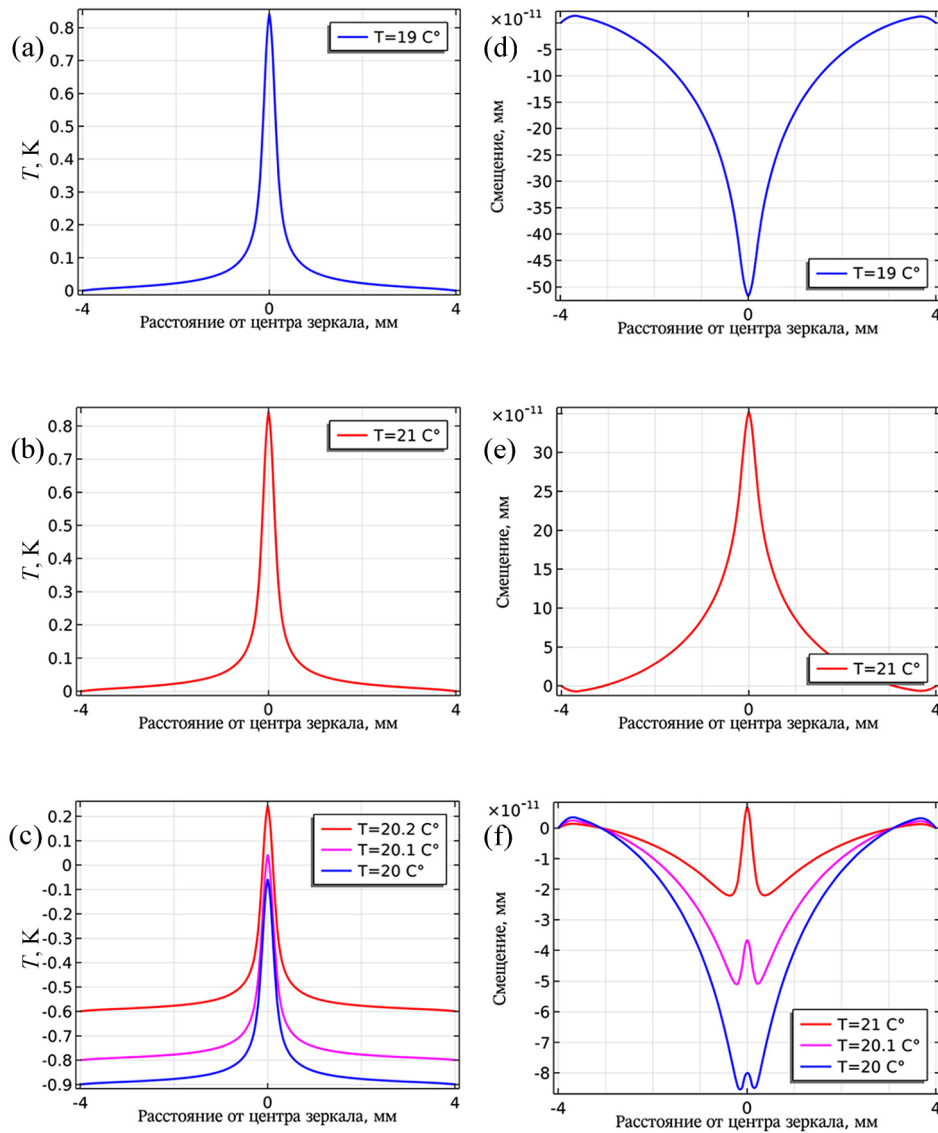 (a)
T=19 C°
0.8
0.7
0.6
0.5
0.4
0.3
0.2
0.1
0
T, K
-4
0
4
Расстояние от центра зеркала, мм
(d)
×10⁻¹¹
-5
-10
-15
-20
-25
-30
-35
-40
-45
-50
Смещение, мм
T=19 C°
-4
0
4
Расстояние от центра зеркала, мм
(b)
T=21 C°
0.8
0.7
0.6
0.5
0.4
0.3
0.2
0.1
0
T, K
-4
0
4
Расстояние от центра зеркала, мм
(e)
×10⁻¹¹
30
25
20
15
10
5
0
Смещение, мм
T=21 C°
-4
0
4
Расстояние от центра зеркала, мм
(c)
T=20.2 C°
T=20.1 C°
T=20 C°
0.2
0.1
0
-0.1
-0.2
-0.3
-0.4
-0.5
-0.6
-0.7
-0.8
-0.9
T, K
-4
0
4
Расстояние от центра зеркала, мм
(f)
×10⁻¹¹
0
-1
-2
-3
-4
-5
-6
-7
-8
Смещение, мм
T=21 C°
T=20.1 C°
T=20 C°
-4
0
4
Расстояние от центра зеркала, мм